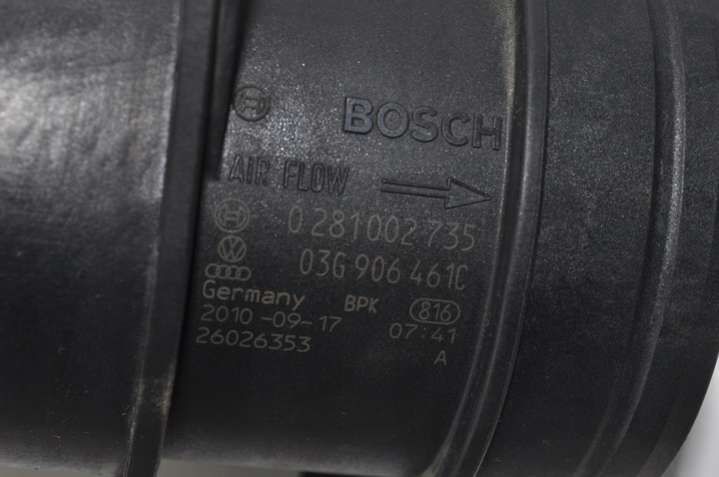 BOSCH
AIR FLOW
0 281 002 735
03G 906 461C
Germany BPK 816
2010-09-17 07:41
26026353 A